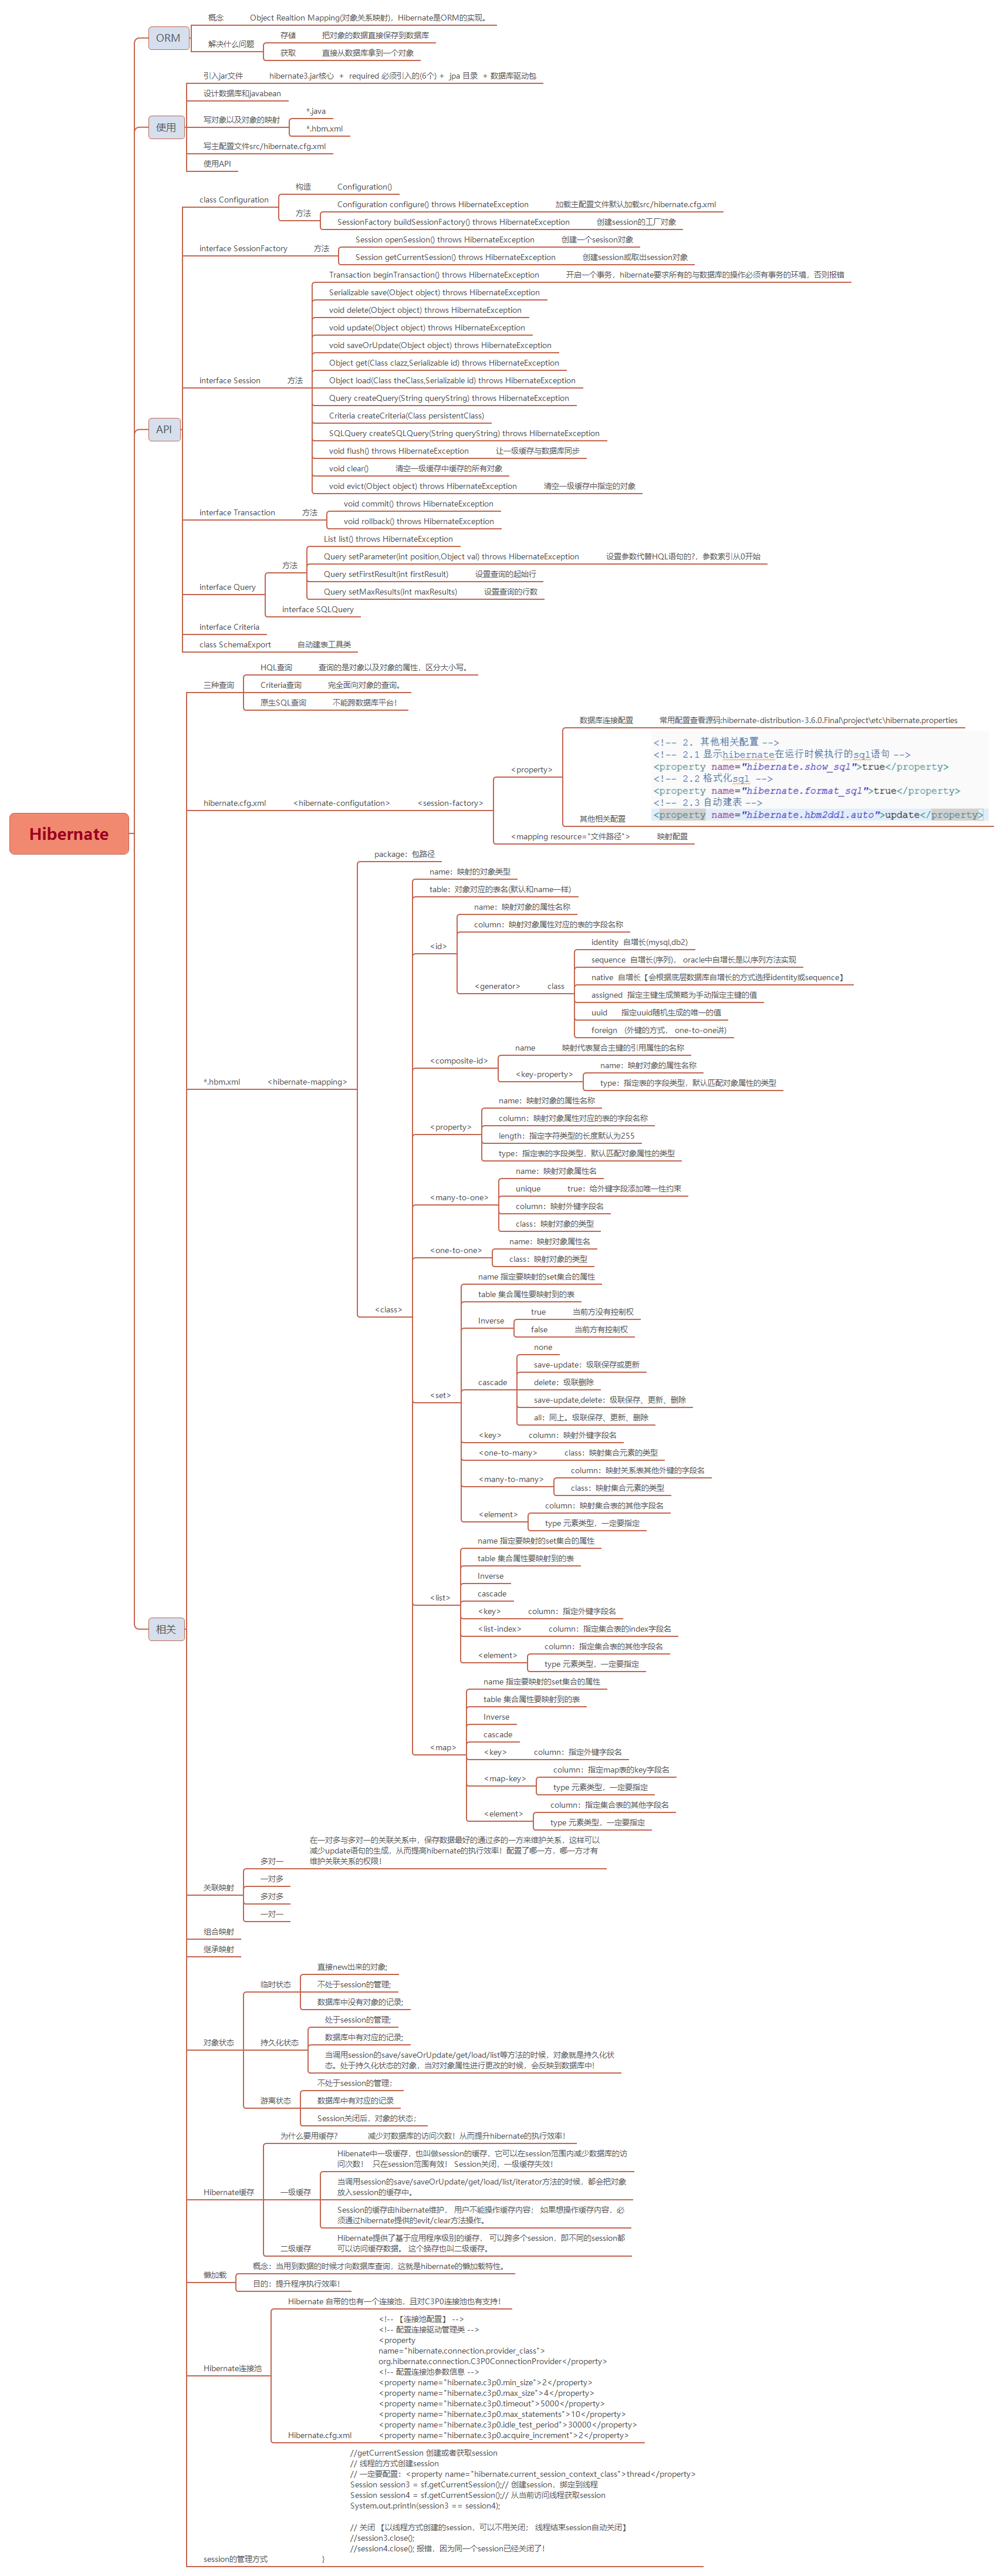 ORM
概念 Object Realtion Mapping(对象关系映射)，Hibernate是ORM的实现。
解决什么问题
存储 把对象的数据直接保存到数据库
获取 直接从数据库拿到一个对象
使用
引入jar文件 hibernate3.jar核心 + required 必须引入的(6个) + jpa 目录 + 数据库驱动包
设计数据库和javabean
写对象以及对象的映射
*.java
*.hbm.xml
写主配置文件src/hibernate.cfg.xml
使用API
API
class Configuration
构造 Configuration()
方法
Configuration configure() throws HibernateException 加载主配置文件默认加载src/hibernate.cfg.xml
SessionFactory buildSessionFactory() throws HibernateException 创建session的工厂对象
interface SessionFactory 方法
Session openSession() throws HibernateException 创建一个sesison对象
Session getCurrentSession() throws HibernateException 创建session或取出session对象
interface Session 方法
Transaction beginTransaction() throws HibernateException 开启一个事务，hibernate要求所有的与数据库的操作必须有事务的环境，否则报错
Serializable save(Object object) throws HibernateException
void delete(Object object) throws HibernateException
void update(Object object) throws HibernateException
void saveOrUpdate(Object object) throws HibernateException
Object get(Class clazz,Serializable id) throws HibernateException
Object load(Class theClass,Serializable id) throws HibernateException
Query createQuery(String queryString) throws HibernateException
Criteria createCriteria(Class persistentClass)
SQLQuery createSQLQuery(String queryString) throws HibernateException
void flush() throws HibernateException 让一级缓存与数据库同步
void clear() 清空一级缓存中缓存的所有对象
void evict(Object object) throws HibernateException 清空一级缓存中指定的对象
interface Transaction 方法
void commit() throws HibernateException
void rollback() throws HibernateException
interface Query
方法
List list() throws HibernateException
Query setParameter(int position,Object val) throws HibernateException 设置参数代替HQL语句的?，参数索引从0开始
Query setFirstResult(int firstResult) 设置查询的起始行
Query setMaxResults(int maxResults) 设置查询的行数
interface SQLQuery
interface Criteria
class SchemaExport 自动建表工具类
Hibernate
相关
三种查询
HQL查询 查询的是对象以及对象的属性，区分大小写。
Criteria查询 完全面向对象的查询。
原生SQL查询 不能跨数据库平台！
hibernate.cfg.xml <hibernate-configutation> <session-factory>
<property>
数据库连接配置 常用配置查看源码:hibernate-distribution-3.6.0.Final\project\etc\hibernate.properties
其他相关配置
<!-- 2. 其他相关配置 -->
<!-- 2.1 显示hibernate在运行时候执行的sql语句 -->
<property name="hibernate.show_sql">true</property>
<!-- 2.2 格式化sql -->
<property name="hibernate.format_sql">true</property>
<!-- 2.3 自动建表 -->
<property name="hibernate.hbm2ddl.auto">update</property>
<mapping resource="文件路径"> 映射配置
*.hbm.xml <hibernate-mapping>
package：包路径
<class>
name：映射的对象类型
table：对象对应的表名(默认和name一样)
<id>
name：映射对象的属性名称
column：映射对象属性对应的表的字段名称
<generator> class
identity 自增长(mysql,db2)
sequence 自增长(序列)， oracle中自增长是以序列方法实现
native 自增长【会根据底层数据库自增长的方式选择identity或sequence】
assigned 指定主键生成策略为手动指定主键的值
uuid 指定uuid随机生成的唯一的值
foreign (外键的方式， one-to-one讲)
<composite-id>
name 映射代表复合主键的引用属性的名称
<key-property>
name：映射对象的属性名称
type：指定表的字段类型，默认匹配对象属性的类型
<property>
name：映射对象的属性名称
column：映射对象属性对应的表的字段名称
length：指定字符类型的长度默认为255
type：指定表的字段类型，默认匹配对象属性的类型
<many-to-one>
name：映射对象属性名
unique true：给外键字段添加唯一性约束
column：映射外键字段名
class：映射对象的类型
<one-to-one>
name：映射对象属性名
class：映射对象的类型
<set>
name 指定要映射的set集合的属性
table 集合属性要映射到的表
Inverse
true 当前方没有控制权
false 当前方有控制权
cascade
none
save-update：级联保存或更新
delete：级联删除
save-update,delete：级联保存、更新、删除
all：同上。级联保存、更新、删除
<key> column：映射外键字段名
<one-to-many> class：映射集合元素的类型
<many-to-many>
column：映射关系表其他外键的字段名
class：映射集合元素的类型
<element>
column：映射集合表的其他字段名
type 元素类型，一定要指定
<list>
name 指定要映射的set集合的属性
table 集合属性要映射到的表
Inverse
cascade
<key> column：指定外键字段名
<list-index> column：指定集合表的index字段名
<element>
column：指定集合表的其他字段名
type 元素类型，一定要指定
<map>
name 指定要映射的set集合的属性
table 集合属性要映射到的表
Inverse
cascade
<key> column：指定外键字段名
<map-key>
column：指定map表的key字段名
type 元素类型，一定要指定
<element>
column：指定集合表的其他字段名
type 元素类型，一定要指定
关联映射
多对一
在一对多与多对一的关联关系中，保存数据最好的通过多的一方来维护关系，这样可以
减少update语句的生成，从而提高hibernate的执行效率！配置了哪一方，哪一方才有
维护关联关系的权限！
一对多
多对多
一对一
组合映射
继承映射
对象状态
临时状态
直接new出来的对象;
不处于session的管理;
数据库中没有对象的记录;
持久化状态
处于session的管理;
数据库中有对应的记录;
当调用session的save/saveOrUpdate/get/load/list等方法的时候，对象就是持久化状
态。处于持久化状态的对象，当对对象属性进行更改的时候，会反映到数据库中!
游离状态
不处于session的管理；
数据库中有对应的记录
Session关闭后，对象的状态；
Hibernate缓存
为什么要用缓存？ 减少对数据库的访问次数！从而提升hibernate的执行效率！
一级缓存
Hibenate中一级缓存，也叫做session的缓存，它可以在session范围内减少数据库的访
问次数！ 只在session范围有效！ Session关闭，一级缓存失效！
当调用session的save/saveOrUpdate/get/load/list/iterator方法的时候，都会把对象
放入session的缓存中。
Session的缓存由hibernate维护， 用户不能操作缓存内容； 如果想操作缓存内容，必
须通过hibernate提供的evit/clear方法操作。
二级缓存
Hibernate提供了基于应用程序级别的缓存， 可以跨多个session，即不同的session都
可以访问缓存数据。 这个换存也叫二级缓存。
懒加载
概念：当用到数据的时候才向数据库查询，这就是hibernate的懒加载特性。
目的：提升程序执行效率！
Hibernate连接池
Hibernate 自带的也有一个连接池，且对C3P0连接池也有支持！
Hibernate.cfg.xml
<!-- 【连接池配置】 -->
<!-- 配置连接驱动管理类 -->
<property
name="hibernate.connection.provider_class">
org.hibernate.connection.C3P0ConnectionProvider</property>
<!-- 配置连接池参数信息 -->
<property name="hibernate.c3p0.min_size">2</property>
<property name="hibernate.c3p0.max_size">4</property>
<property name="hibernate.c3p0.timeout">5000</property>
<property name="hibernate.c3p0.max_statements">10</property>
<property name="hibernate.c3p0.idle_test_period">30000</property>
<property name="hibernate.c3p0.acquire_increment">2</property>
session的管理方式
//getCurrentSession 创建或者获取session
// 线程的方式创建session
// 一定要配置：<property name="hibernate.current_session_context_class">thread</property>
Session session3 = sf.getCurrentSession();// 创建session，绑定到线程
Session session4 = sf.getCurrentSession();// 从当前访问线程获取session
System.out.println(session3 == session4);
// 关闭 【以线程方式创建的session，可以不用关闭； 线程结束session自动关闭】
//session3.close();
//session4.close(); 报错，因为同一个session已经关闭了！
}